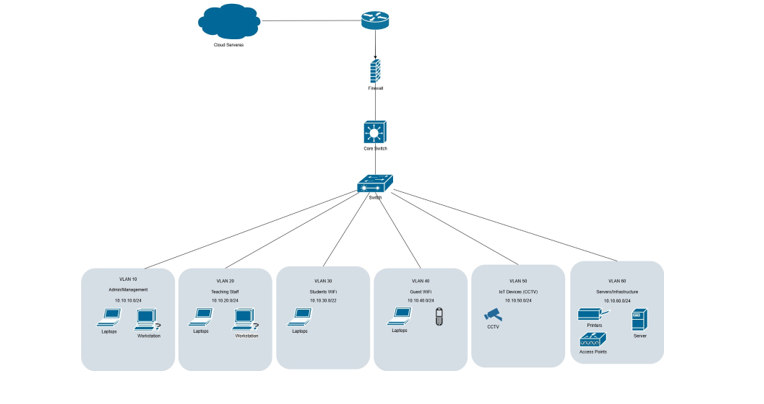 Cloud Serveres
Firewall
Core Switch
Switch
VLAN 10
Admin/Management
10.10.10.0/24
Laptops
Workstation
VLAN 20
Teaching Staff
10.10.20.0/24
Laptops
Workstation
VLAN 30
Students WiFi
10.10.30.0/22
Laptops
VLAN 40
Guest WiFi
10.10.40.0/24
Laptops
VLAN 50
IoT Devices (CCTV)
10.10.50.0/24
CCTV
VLAN 60
Servers/Infrastructure
10.10.60.0/24
Printers
Server
Access Points